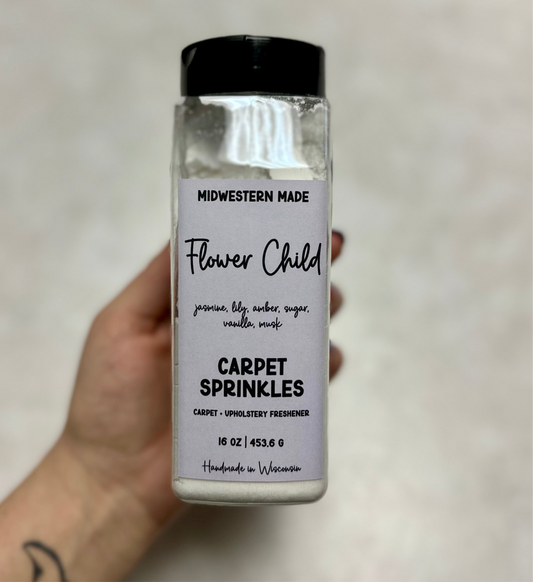 MIDWESTERN MADE
Flower Child
jasmine, lily, amber, sugar,
vanilla, musk
CARPET
SPRINKLES
CARPET • UPHOLSTERY FRESHENER
16 OZ | 453.6 G
Handmade in Wisconsin